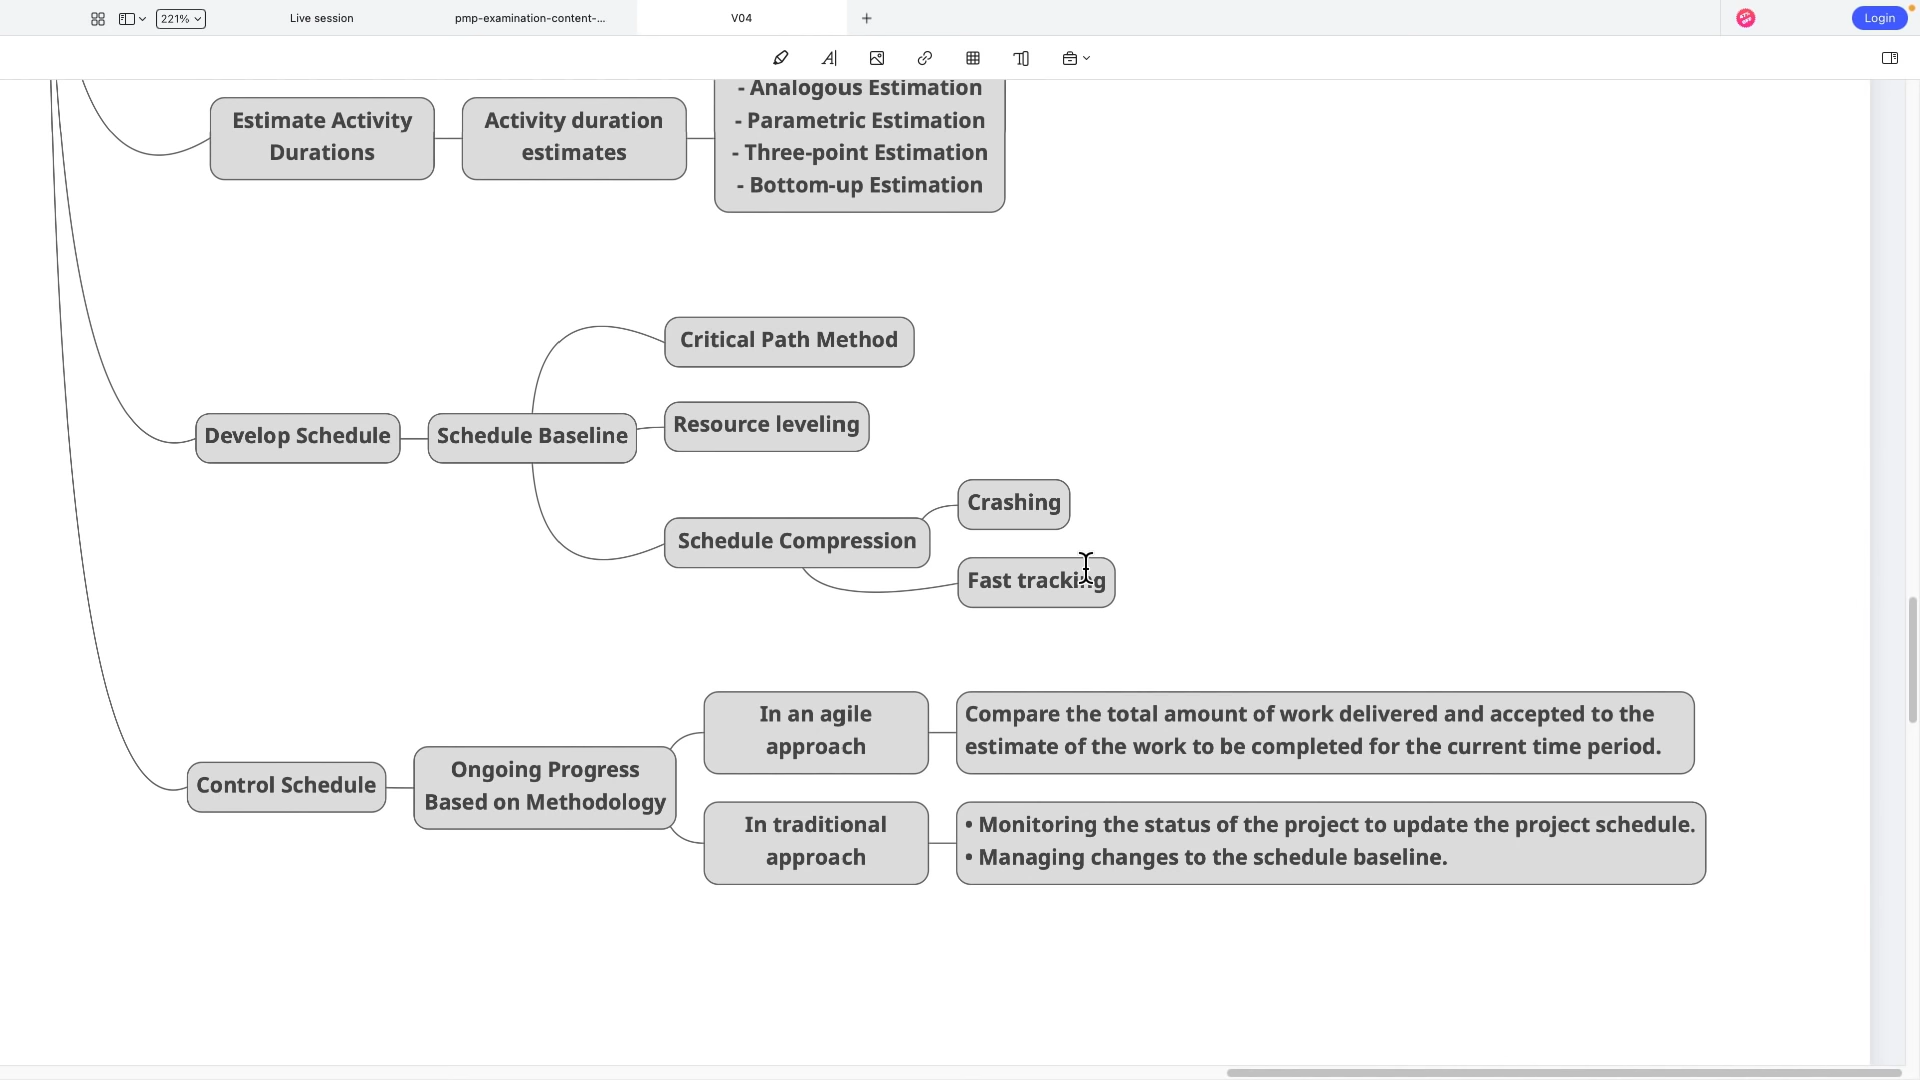 221%
Live session
pmp-examination-content-...
V04
Login
Estimate Activity
Durations
Activity duration
estimates
- Analogous Estimation
- Parametric Estimation
- Three-point Estimation
- Bottom-up Estimation
Develop Schedule
Schedule Baseline
Critical Path Method
Resource leveling
Schedule Compression
Crashing
Fast tracking
Control Schedule
Ongoing Progress
Based on Methodology
In an agile
approach
Compare the total amount of work delivered and accepted to the
estimate of the work to be completed for the current time period.
In traditional
approach
• Monitoring the status of the project to update the project schedule.
• Managing changes to the schedule baseline.